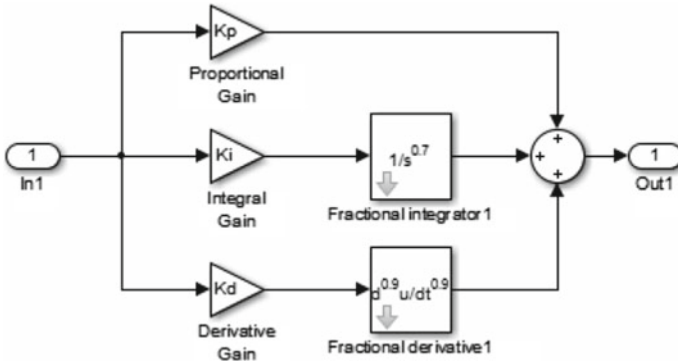 Kp
Proportional
Gain
1
In1
Ki
Integral
Gain
1/s^0.7
Fractional integrator1
+
+
+
1
Out1
Kd
Derivative
Gain
d^0.9 u/dt^0.9
Fractional derivative1